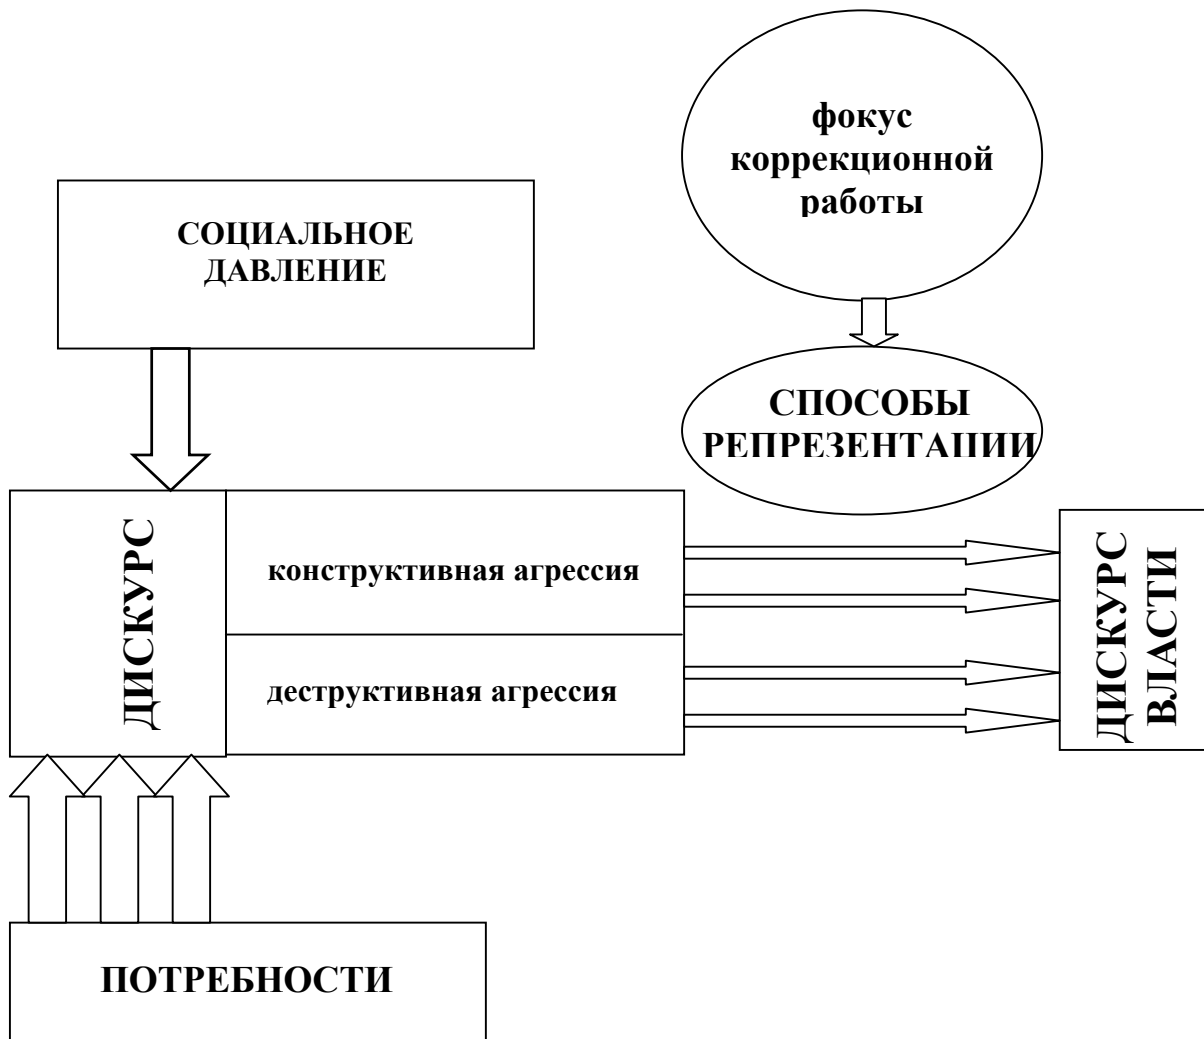 фокус
коррекционной
работы
СОЦИАЛЬНОЕ
ДАВЛЕНИЕ
СПОСОБЫ
РЕПРЕЗЕНТАЦИИ
ДИСКУРС
конструктивная агрессия
деструктивная агрессия
ДИСКУРС
ВЛАСТИ
ПОТРЕБНОСТИ